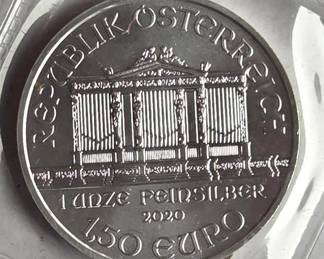 REPUBLIK ÖSTERREICH
1 UNZE FEINSILBER
2020
1,50 EURO